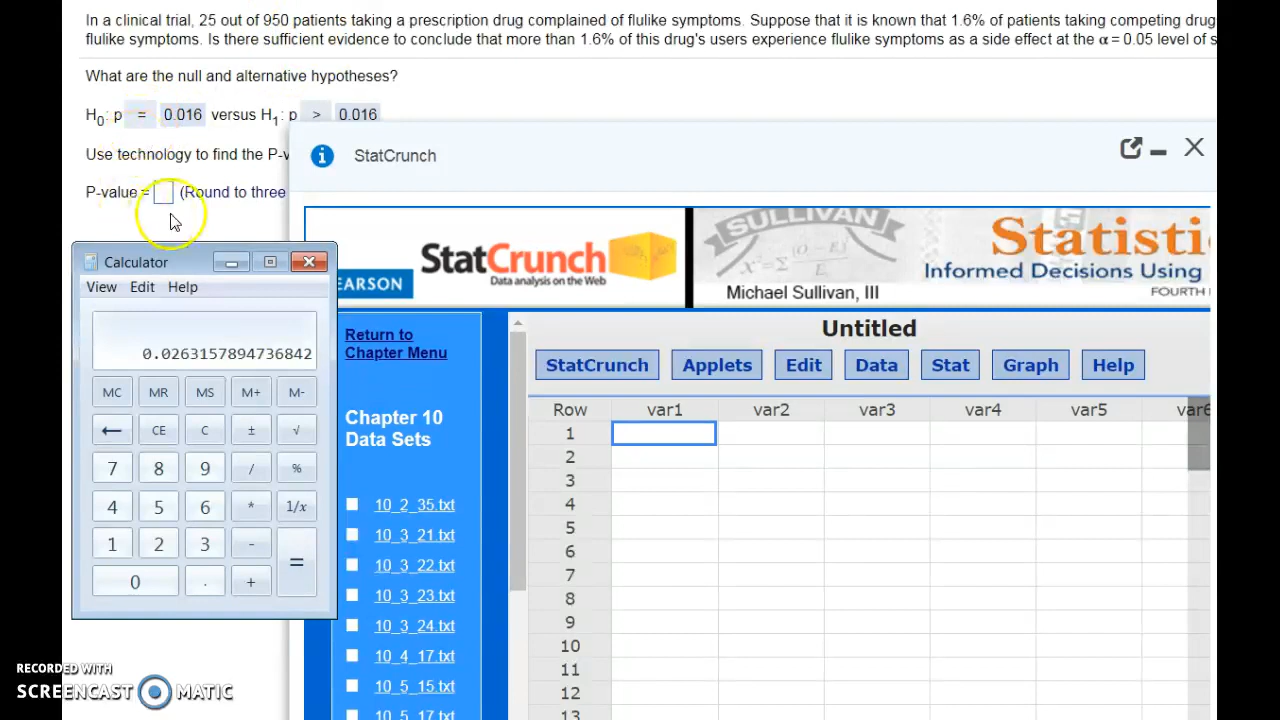 In a clinical trial, 25 out of 950 patients taking a prescription drug complained of flulike symptoms. Suppose that it is known that 1.6% of patients taking competing drug
flulike symptoms. Is there sufficient evidence to conclude that more than 1.6% of this drug's users experience flulike symptoms as a side effect at the α = 0.05 level of s
What are the null and alternative hypotheses?
H0: p = 0.016 versus H1: p > 0.016
Use technology to find the P-v
P-value = (Round to three
StatCrunch
EARSON
StatCrunch
Data analysis on the Web
SULLIVAN
Michael Sullivan, III
Statistic
Informed Decisions Using
FOURTH
Calculator
View Edit Help
0.0263157894736842
MC MR MS M+ M-
← CE C ± √
7 8 9 / %
4 5 6 * 1/x
1 2 3 - =
0 . +
Return to
Chapter Menu
Chapter 10
Data Sets
10_2_35.txt
10_3_21.txt
10_3_22.txt
10_3_23.txt
10_3_24.txt
10_4_17.txt
10_5_15.txt
10_5_17.txt
Untitled
StatCrunch Applets Edit Data Stat Graph Help
Row var1 var2 var3 var4 var5 var6
1
2
3
4
5
6
7
8
9
10
11
12
13
RECORDED WITH
SCREENCAST MATIC